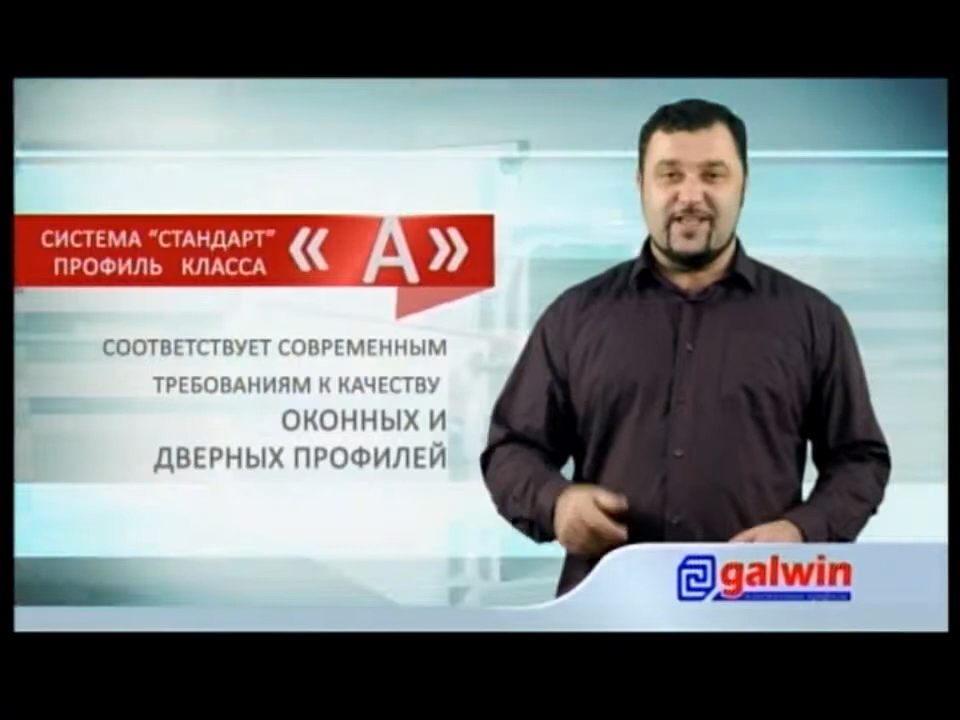 СИСТЕМА “СТАНДАРТ”
ПРОФИЛЬ КЛАССА « А»
СООТВЕТСТВУЕТ СОВРЕМЕННЫМ
ТРЕБОВАНИЯМ К КАЧЕСТВУ
ОКОННЫХ И
ДВЕРНЫХ ПРОФИЛЕЙ
galwin